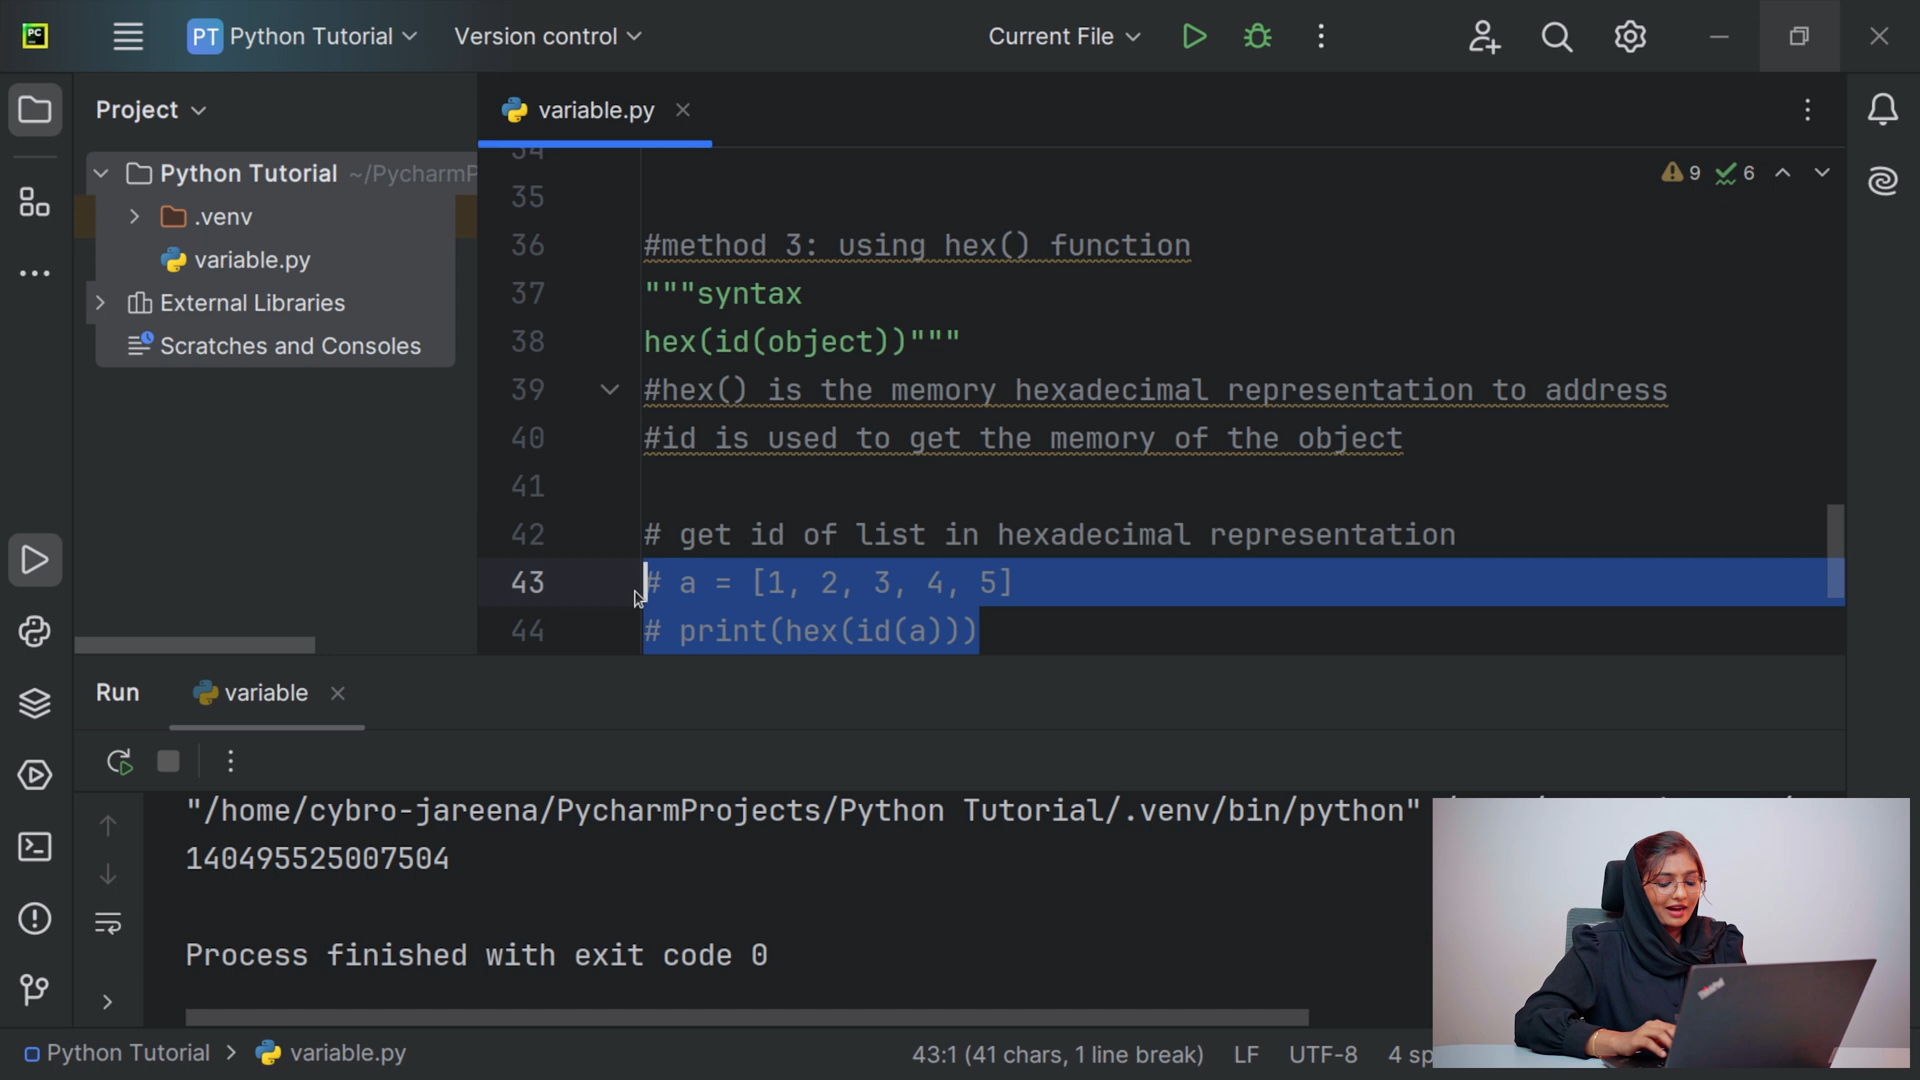 PC
PT Python Tutorial
Version control
Current File
Project
variable.py
Python Tutorial ~/PycharmP
.venv
variable.py
External Libraries
Scratches and Consoles
9 6
34
35
36 #method 3: using hex() function
37 """syntax
38 hex(id(object))"""
39 #hex() is the memory hexadecimal representation to address
40 #id is used to get the memory of the object
41
42 # get id of list in hexadecimal representation
43 # a = [1, 2, 3, 4, 5]
44 # print(hex(id(a)))
Run variable
"/home/cybro-jareena/PycharmProjects/Python Tutorial/.venv/bin/python"
140495525007504
Process finished with exit code 0
ThinkPad
Python Tutorial > variable.py
43:1 (41 chars, 1 line break) LF UTF-8 4 sp